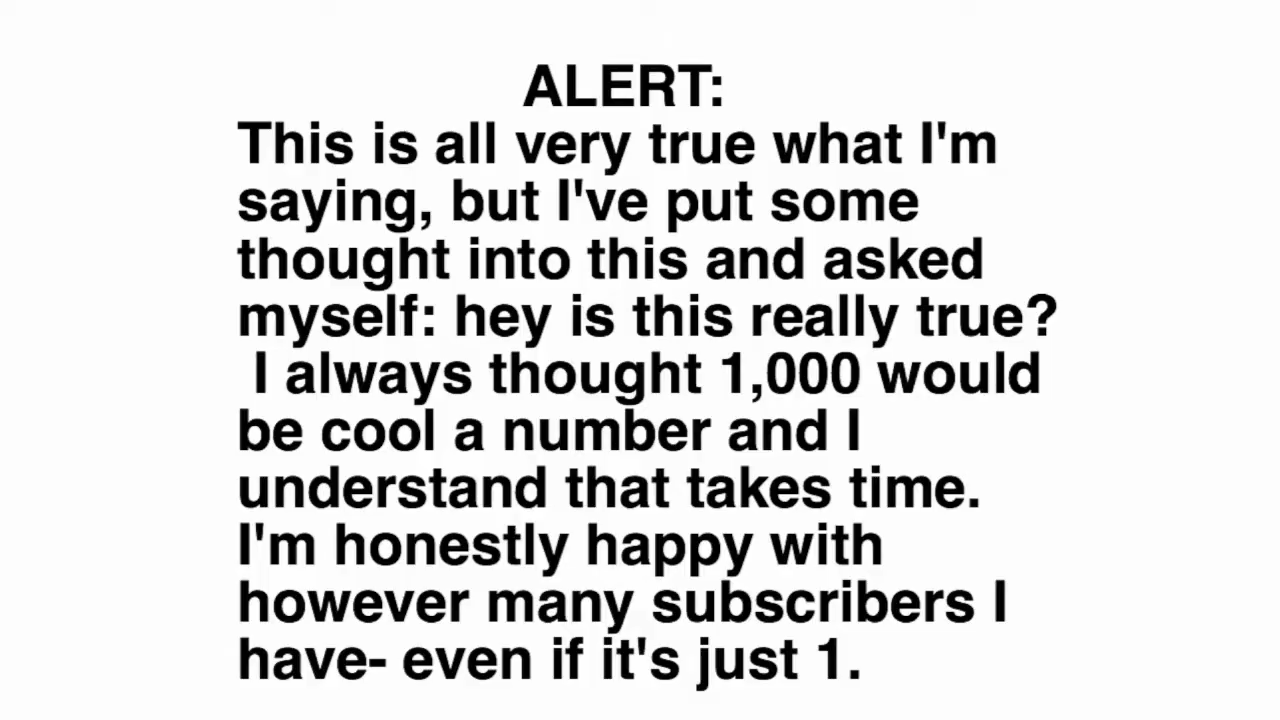 ALERT:
This is all very true what I'm
saying, but I've put some
thought into this and asked
myself: hey is this really true?
I always thought 1,000 would
be cool a number and I
understand that takes time.
I'm honestly happy with
however many subscribers I
have- even if it's just 1.